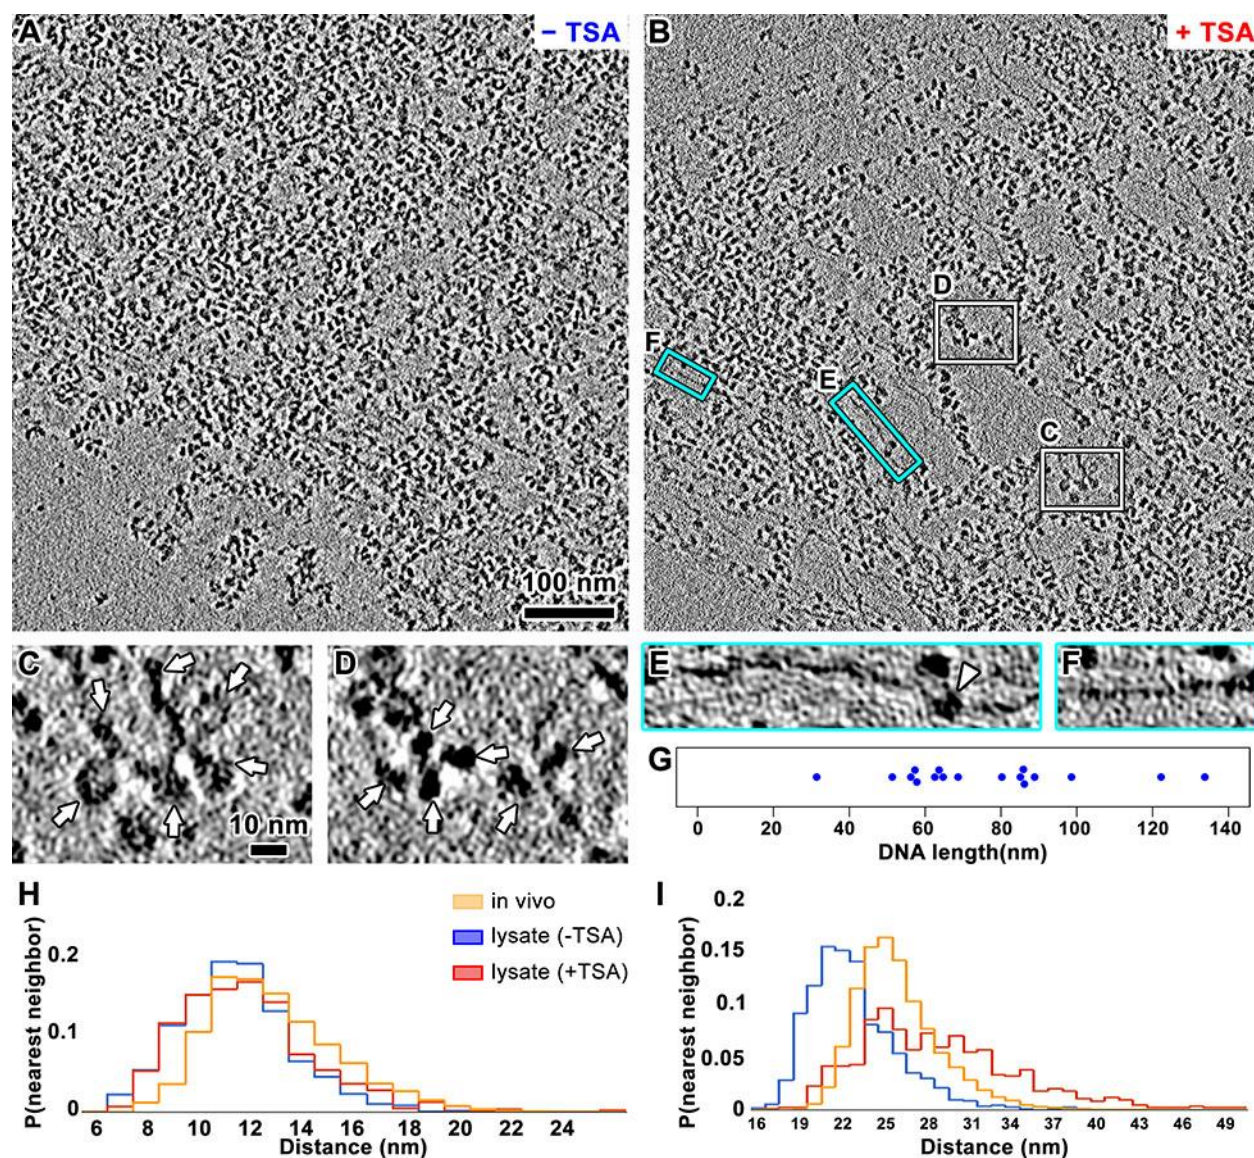 A
− TSA
B
+ TSA
D
F
E
C
100 nm
C
D
E
F
10 nm
G
0 20 40 60 80 100 120 140
DNA length(nm)
H
in vivo
lysate (-TSA)
lysate (+TSA)
P(nearest neighbor)
0.2
0.1
0
6 8 10 12 14 16 18 20 22 24
Distance (nm)
I
P(nearest neighbor)
0.2
0.15
0.1
0.05
0
16 19 22 25 28 31 34 37 40 43 46 49
Distance (nm)